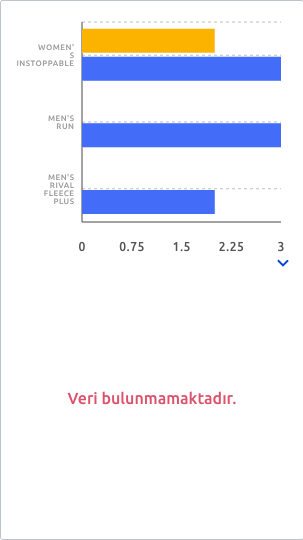 WOMEN'
S
INSTOPPABLE
MEN'S
RUN
MEN'S
RIVAL
FLEECE
PLUS
0 0.75 1.5 2.25 3
Veri bulunmamaktadır.